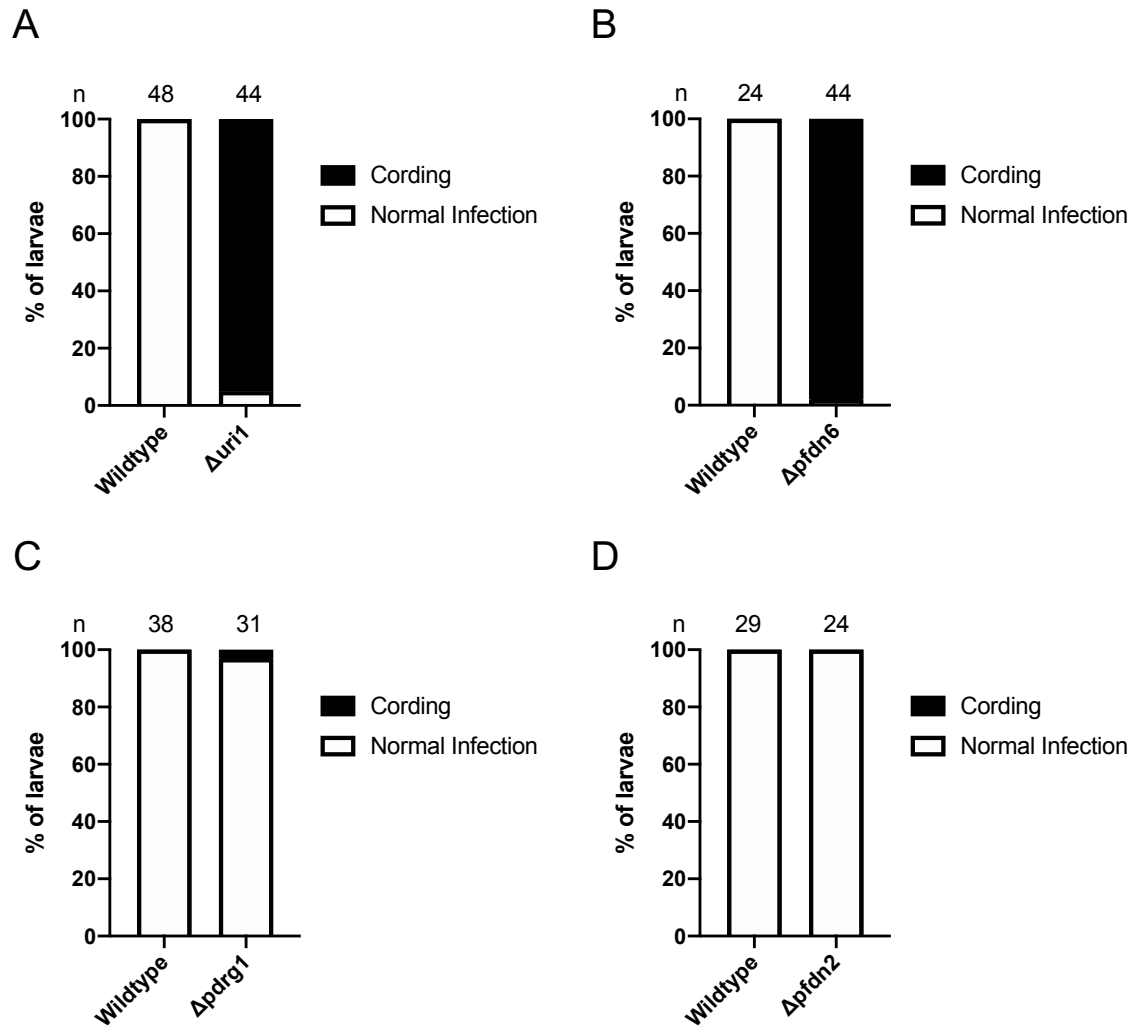 A
n 48 44
100
80
60
40
20
0
% of larvae
Wildtype
Δuri1
Cording
Normal Infection
B
n 24 44
100
80
60
40
20
0
% of larvae
Wildtype
Δpfdn6
Cording
Normal Infection
C
n 38 31
100
80
60
40
20
0
% of larvae
Wildtype
Δpdrg1
Cording
Normal Infection
D
n 29 24
100
80
60
40
20
0
% of larvae
Wildtype
Δpfdn2
Cording
Normal Infection